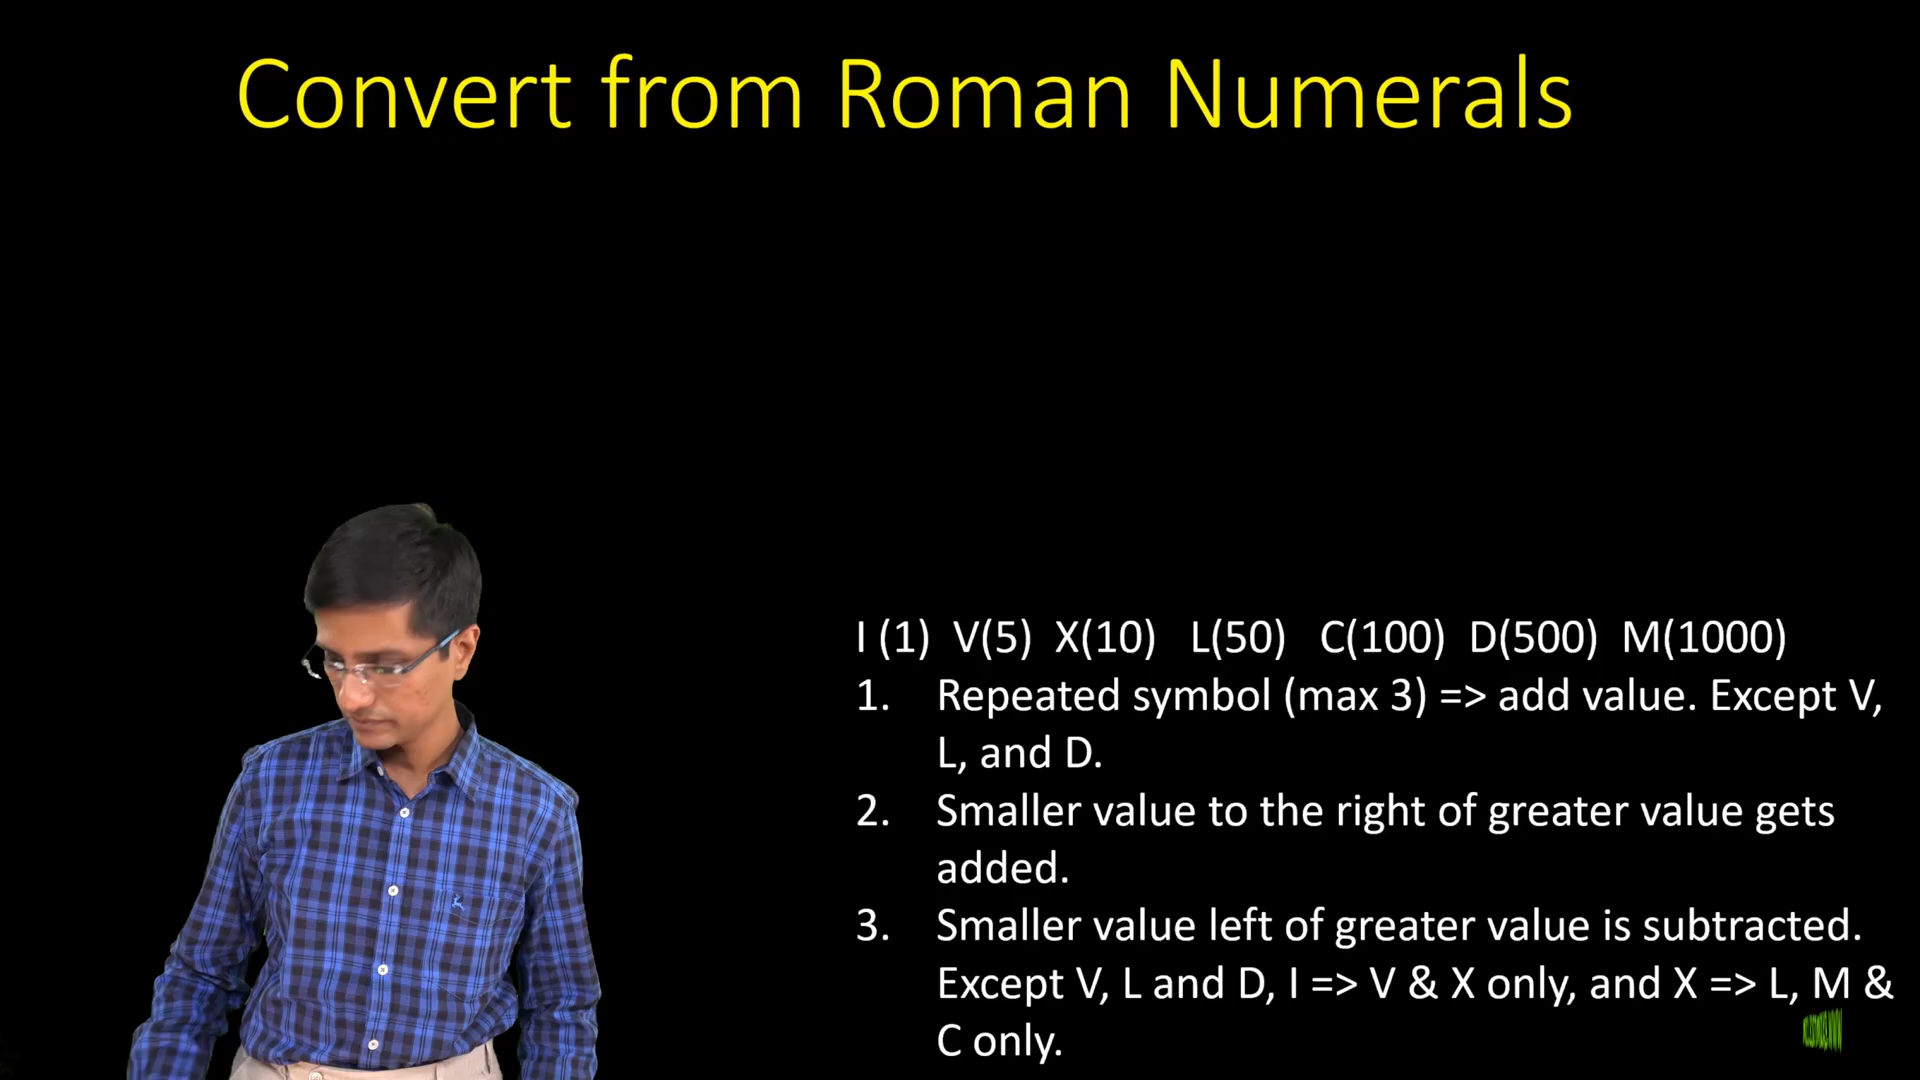 Convert from Roman Numerals
I (1) V(5) X(10) L(50) C(100) D(500) M(1000)
1. Repeated symbol (max 3) => add value. Except V,
L, and D.
2. Smaller value to the right of greater value gets
added.
3. Smaller value left of greater value is subtracted.
Except V, L and D, I => V & X only, and X => L, M &
C only.